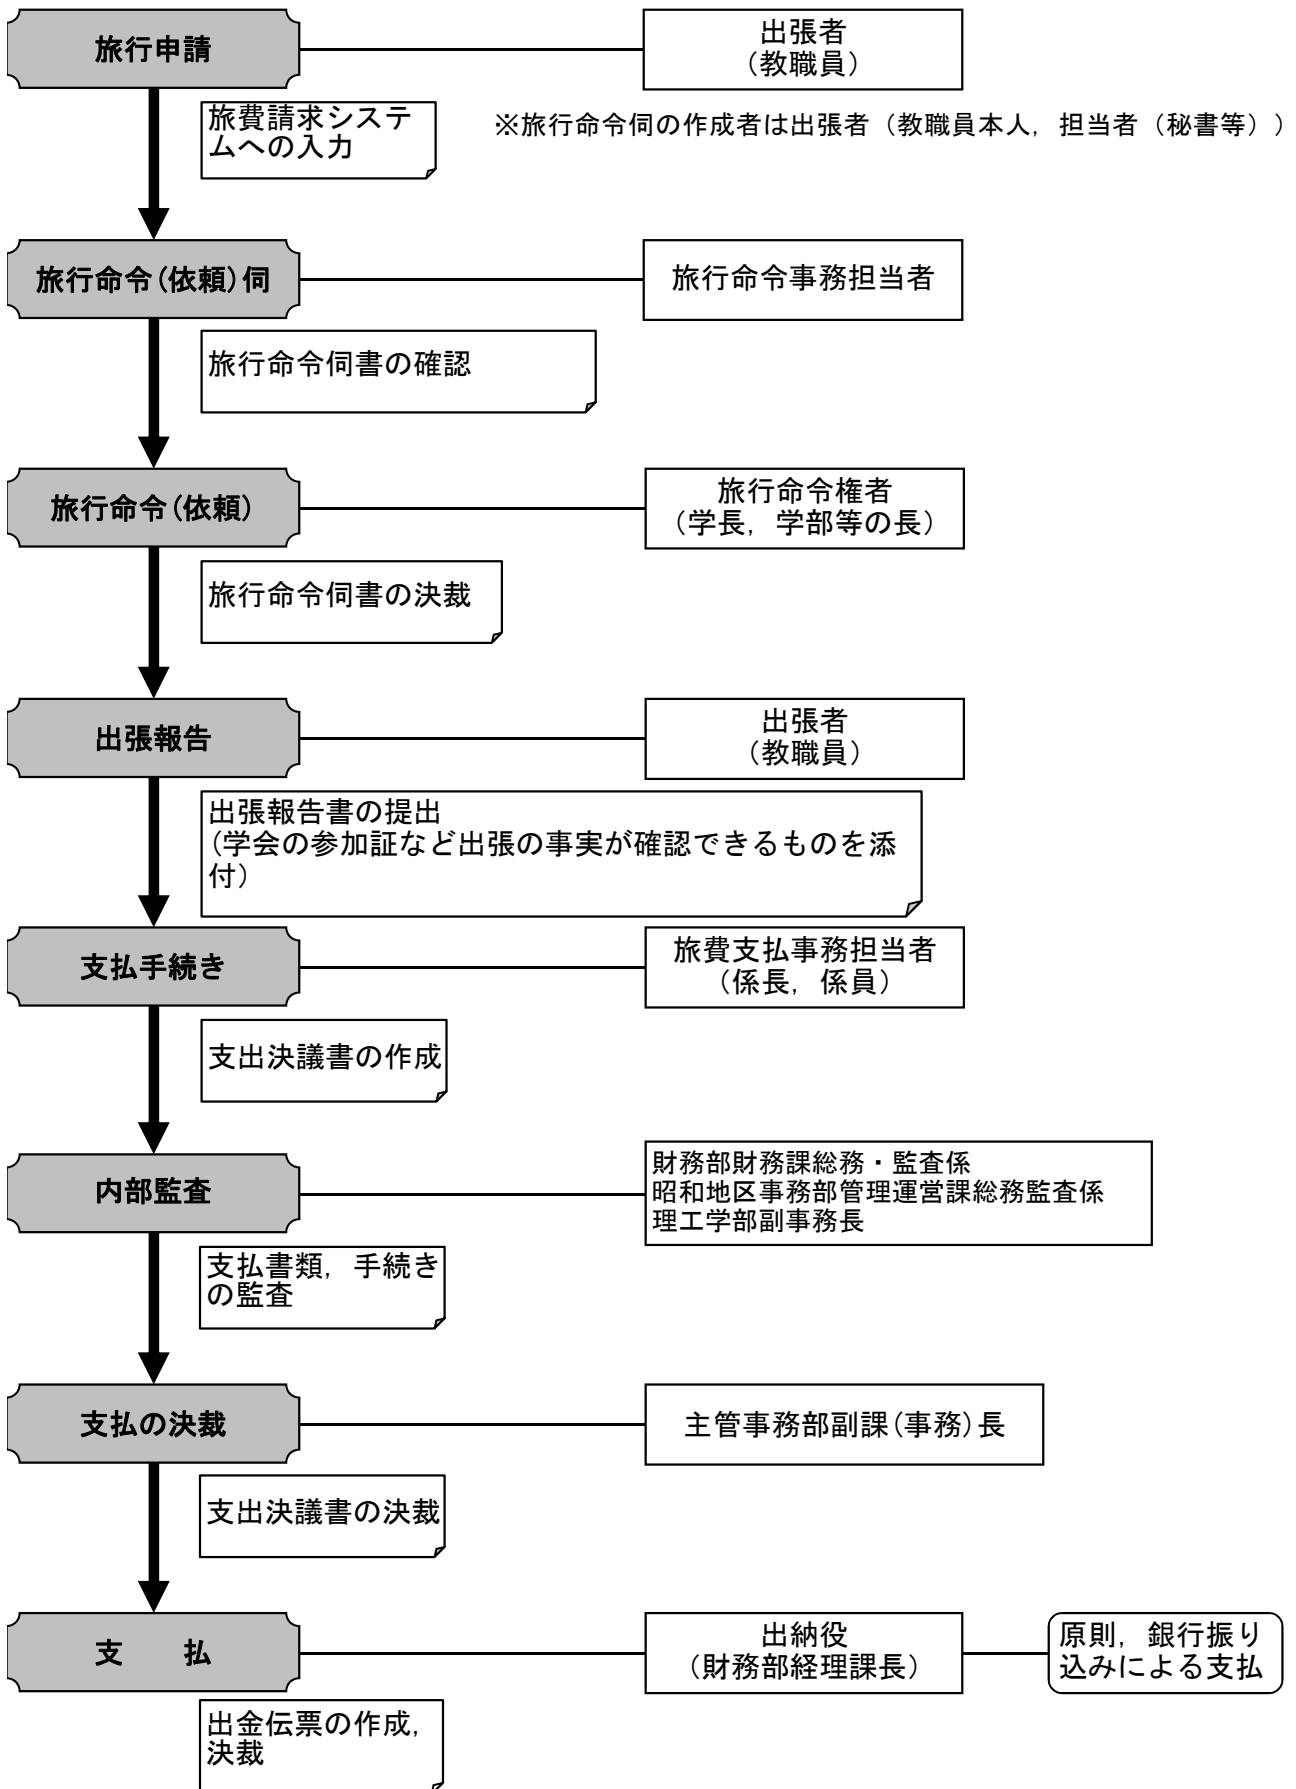 旅行申請
出張者
（教職員）
旅費請求システ
ムへの入力
※旅行命令伺の作成者は出張者（教職員本人，担当者（秘書等））
旅行命令(依頼)伺
旅行命令事務担当者
旅行命令伺書の確認
旅行命令(依頼)
旅行命令権者
（学長，学部等の長）
旅行命令伺書の決裁
出張報告
出張者
（教職員）
出張報告書の提出
（学会の参加証など出張の事実が確認できるものを添
付）
支払手続き
旅費支払事務担当者
（係長，係員）
支出決議書の作成
内部監査
財務部財務課総務・監査係
昭和地区事務部管理運営課総務監査係
理工学部副事務長
支払書類，手続き
の監査
支払の決裁
主管事務部副課(事務)長
支出決議書の決裁
支　　払
出納役
（財務部経理課長）
原則，銀行振り
込みによる支払
出金伝票の作成，
決裁